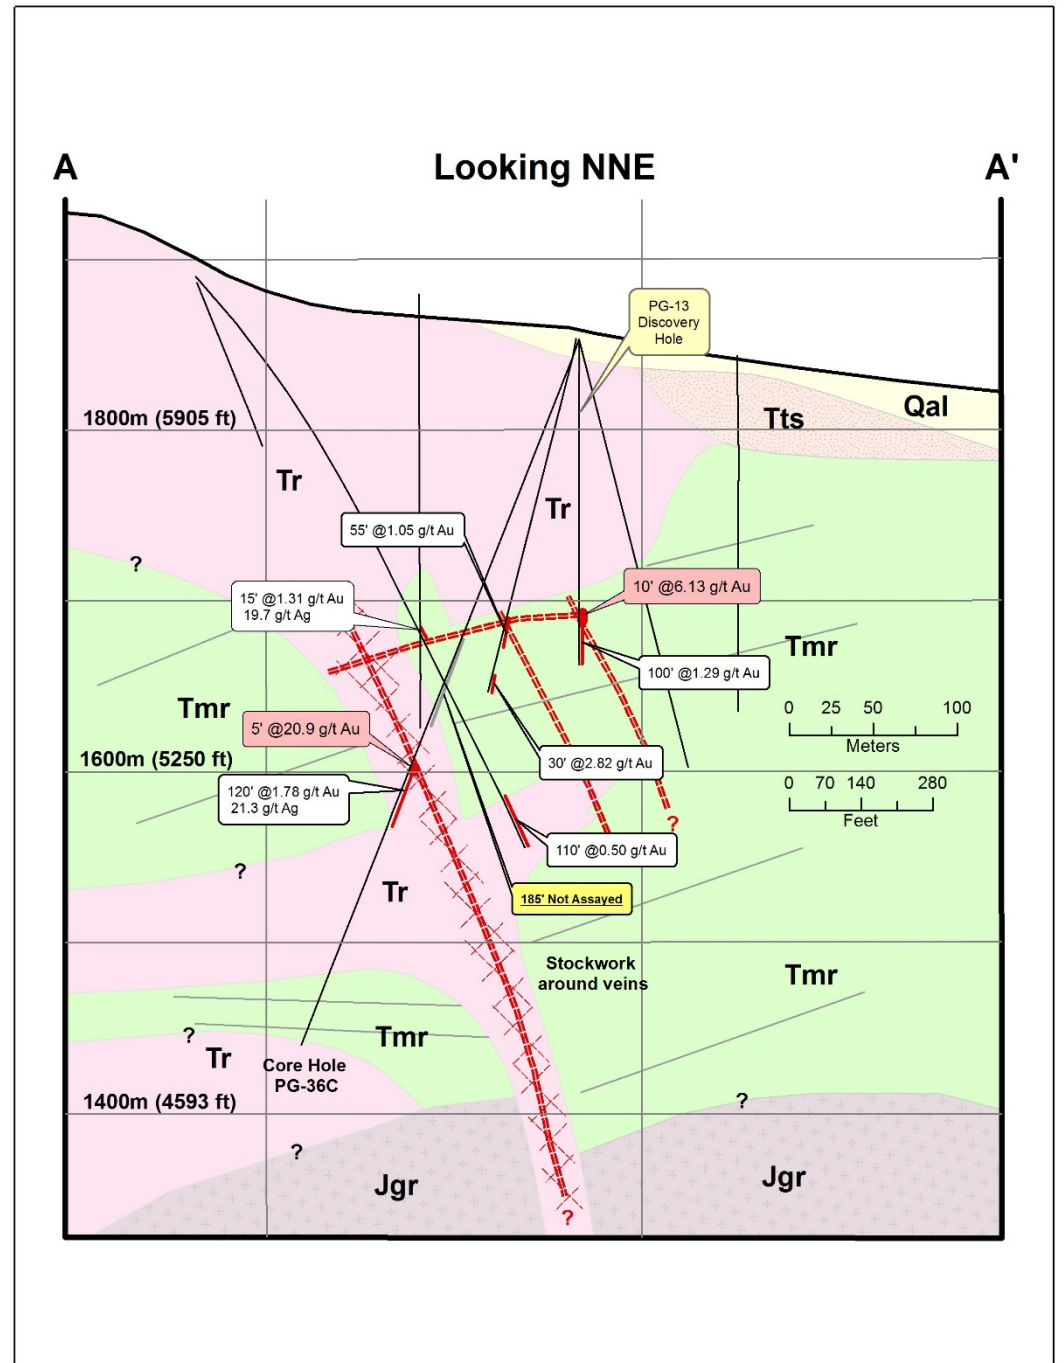 A
Looking NNE
A'
PG-13
Discovery
Hole
1800m (5905 ft)
Tts
Qal
Tr
Tr
55' @1.05 g/t Au
?
15' @1.31 g/t Au
19.7 g/t Ag
10' @6.13 g/t Au
Tmr
100' @1.29 g/t Au
Tmr
5' @20.9 g/t Au
0 25 50 100
Meters
1600m (5250 ft)
30' @2.82 g/t Au
120' @1.78 g/t Au
21.3 g/t Ag
0 70 140 280
Feet
?
110' @0.50 g/t Au
?
Tr
185' Not Assayed
Stockwork
around veins
Tmr
?
Tmr
Tr
Core Hole
PG-36C
1400m (4593 ft)
?
?
Jgr
Jgr
?